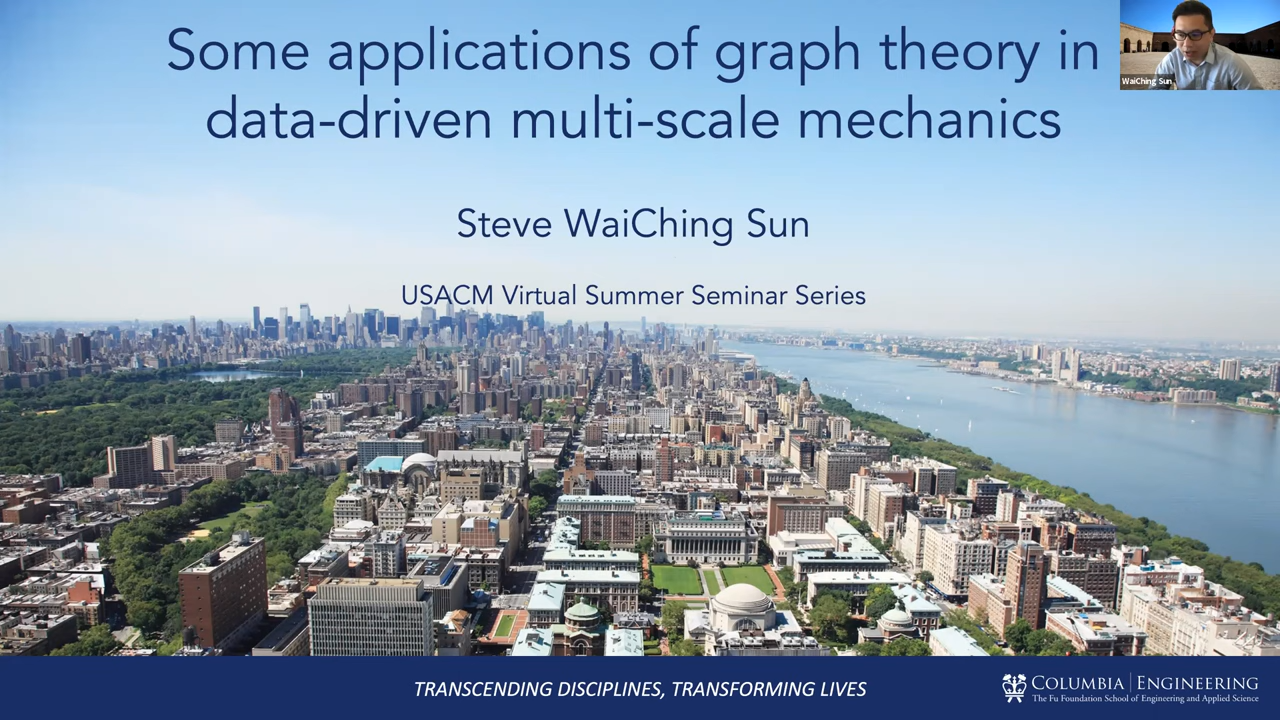 Some applications of graph theory in
data-driven multi-scale mechanics
WaiChing Sun
Steve WaiChing Sun
USACM Virtual Summer Seminar Series
TRANSCENDING DISCIPLINES, TRANSFORMING LIVES
COLUMBIA | ENGINEERING
The Fu Foundation School of Engineering and Applied Science